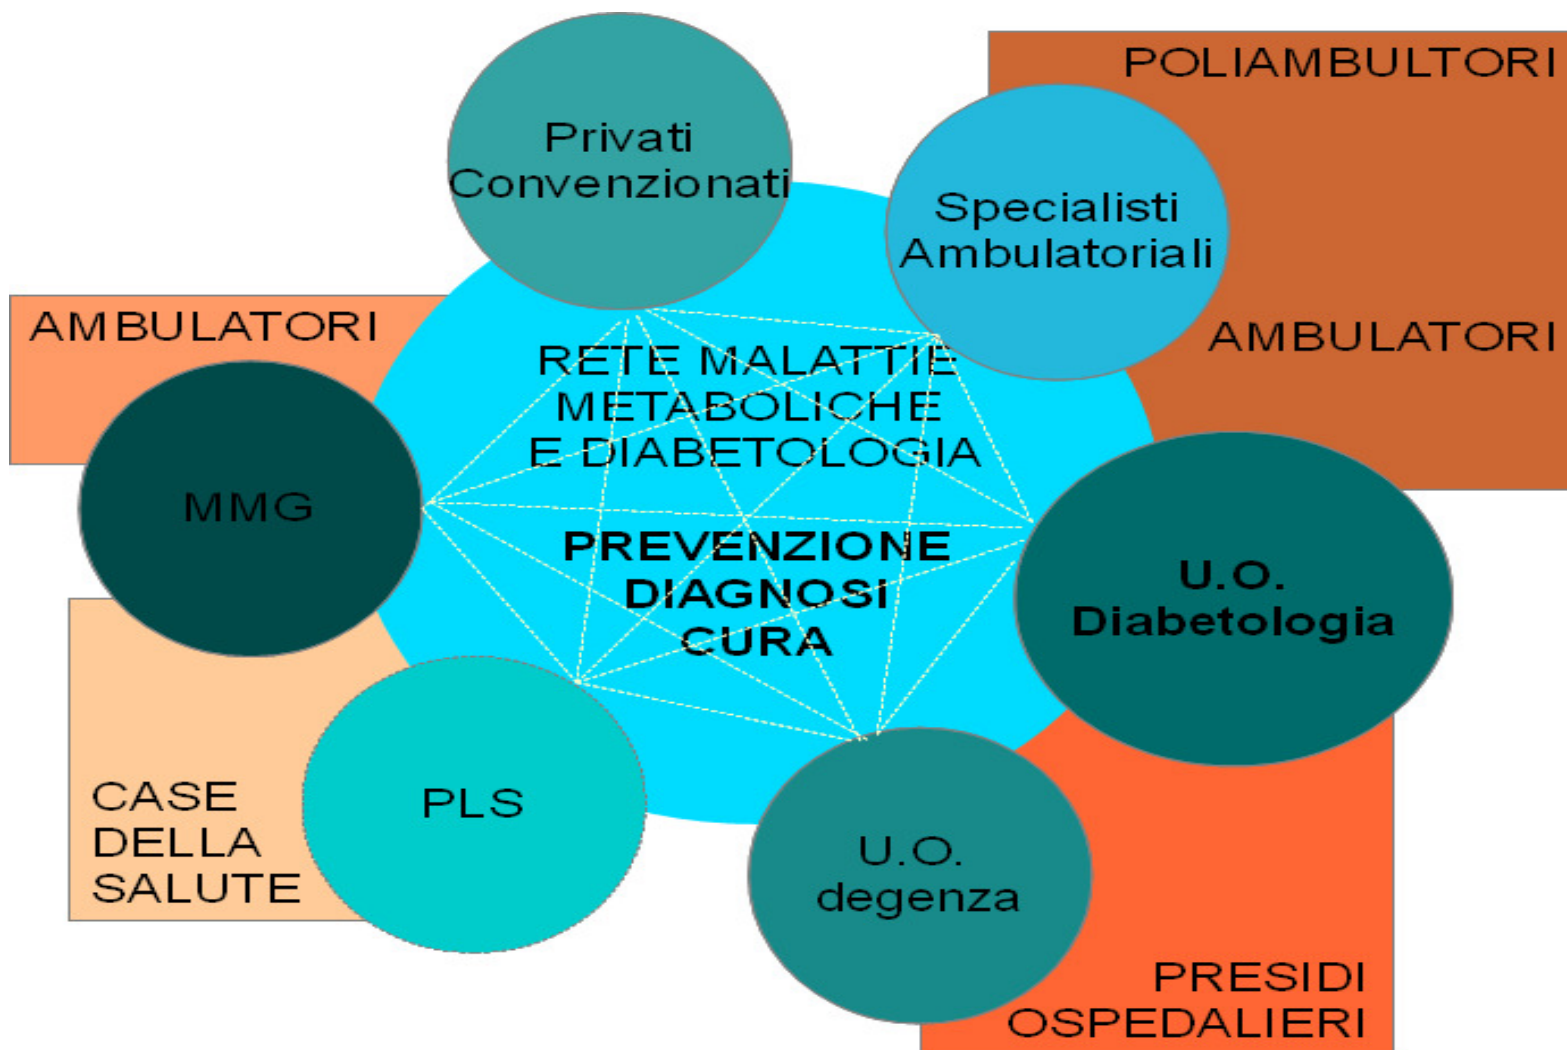 POLIAMBULTORI
Privati
Convenzionati
Specialisti
Ambulatoriali
AMBULATORI
AMBULATORI
RETE MALATTIE
METABOLICHE
E DIABETOLOGIA
MMG
PREVENZIONE
DIAGNOSI
CURA
U.O.
Diabetologia
CASE
DELLA
SALUTE
PLS
U.O.
degenza
PRESIDI
OSPEDALIERI